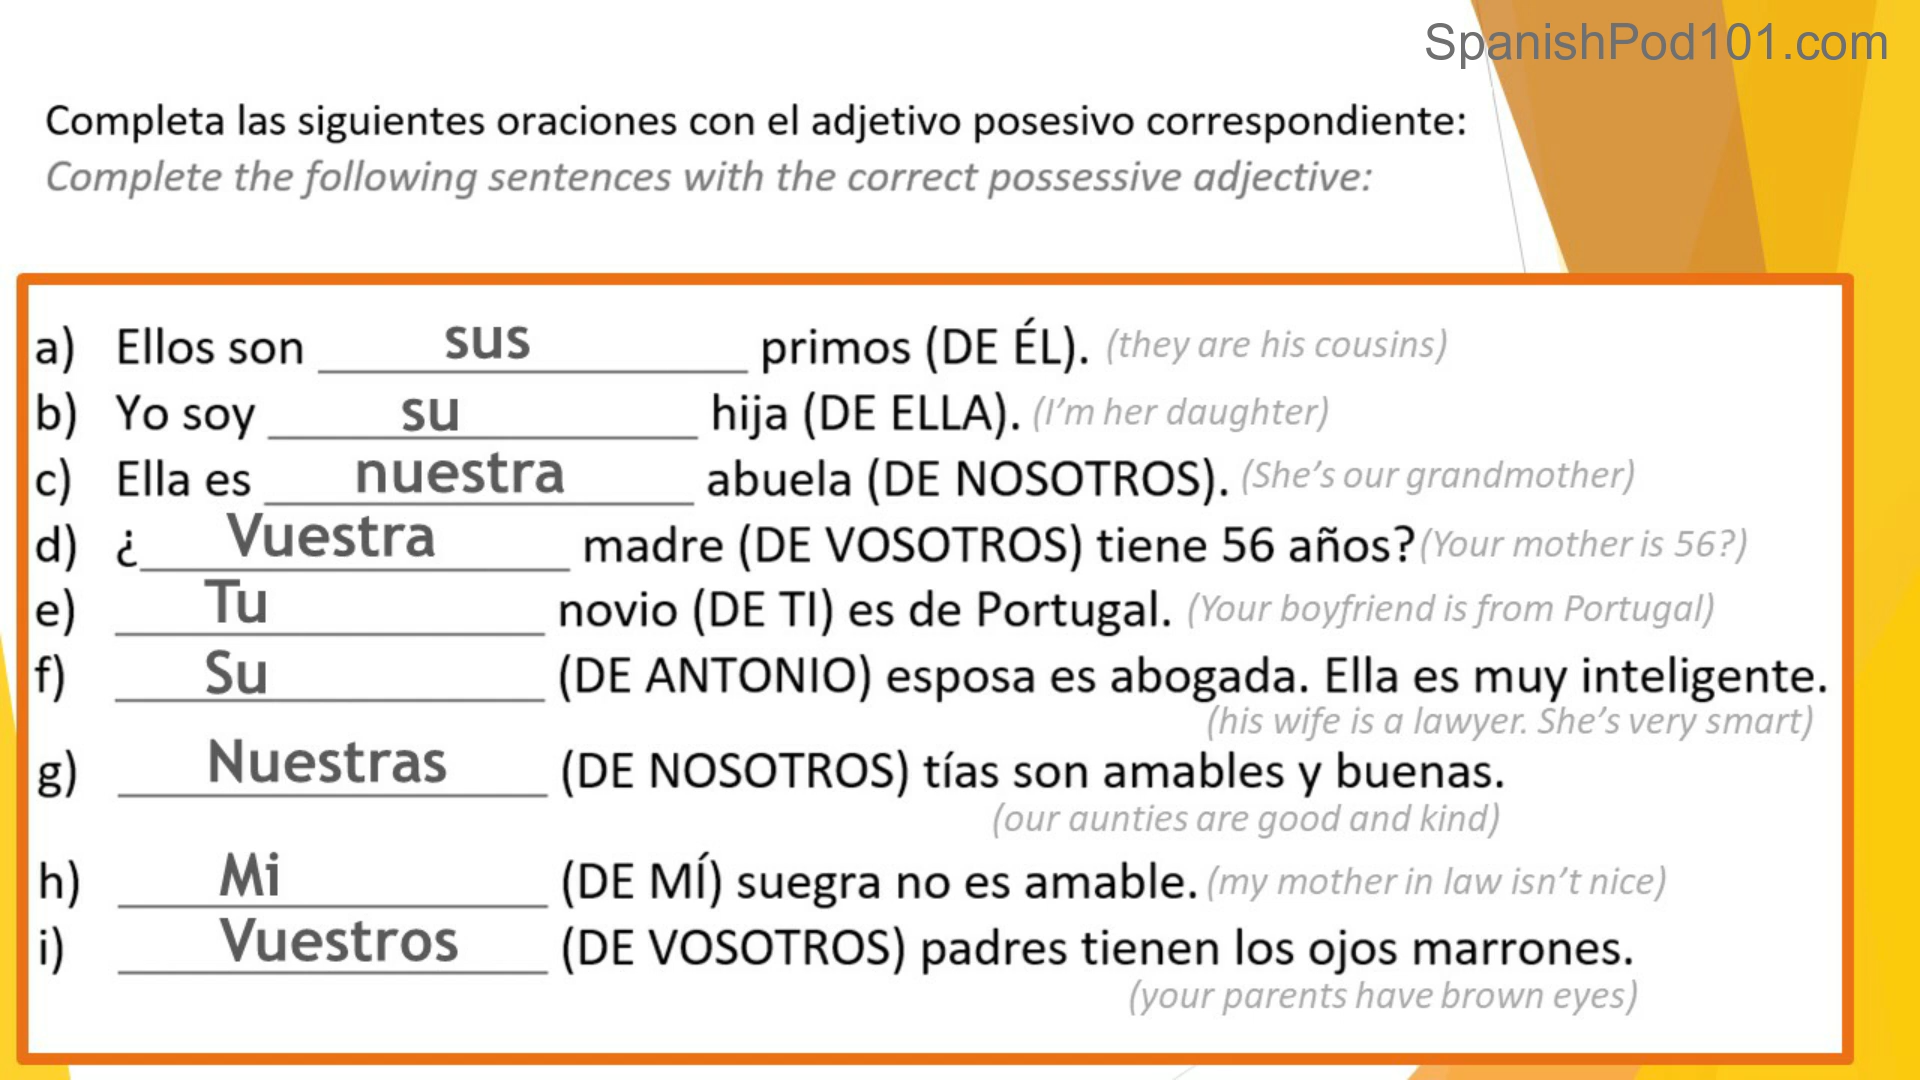 SpanishPod101.com
Completa las siguientes oraciones con el adjetivo posesivo correspondiente:
Complete the following sentences with the correct possessive adjective:
a) Ellos son sus primos (DE ÉL). (they are his cousins)
b) Yo soy su hija (DE ELLA). (I'm her daughter)
c) Ella es nuestra abuela (DE NOSOTROS). (She's our grandmother)
d) ¿Vuestra madre (DE VOSOTROS) tiene 56 años? (Your mother is 56?)
e) Tu novio (DE TI) es de Portugal. (Your boyfriend is from Portugal)
f) Su (DE ANTONIO) esposa es abogada. Ella es muy inteligente.
(his wife is a lawyer. She's very smart)
g) Nuestras (DE NOSOTROS) tías son amables y buenas.
(our aunties are good and kind)
h) Mi (DE MÍ) suegra no es amable. (my mother in law isn't nice)
i) Vuestros (DE VOSOTROS) padres tienen los ojos marrones.
(your parents have brown eyes)